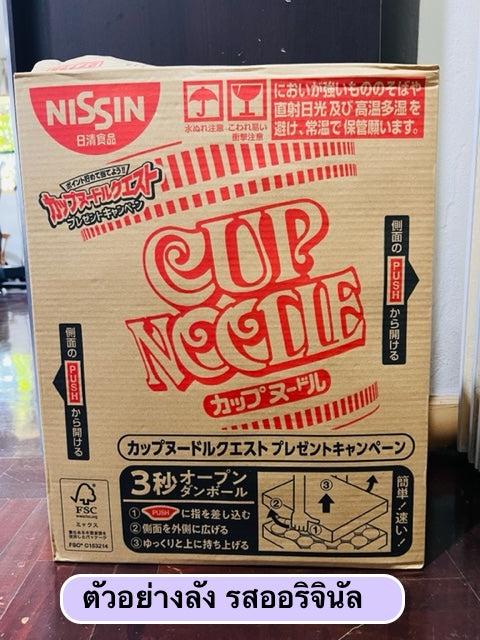 NISSIN
日清食品
水ぬれ注意
こわれ易い
衝撃注意
においが強いもののそばや
直射日光 及び 高温多湿を
避け、常温で保管願います。
ポイント貯めて当てよう!!
カップヌードルクエスト
プレゼントキャンペーン
CUP
NOODLE
カップヌードル
側面の PUSH から開ける
側面の PUSH から開ける
カップヌードルクエスト プレゼントキャンペーン
3秒オープン
ダンボール
① PUSH に指を差し込む
② 側面を外側に広げる
③ ゆっくりと上に持ち上げる
① ② ③
簡単!速い!
FSC
ミックス
FSC® C153214
ตัวอย่างลัง รสออริจินัล